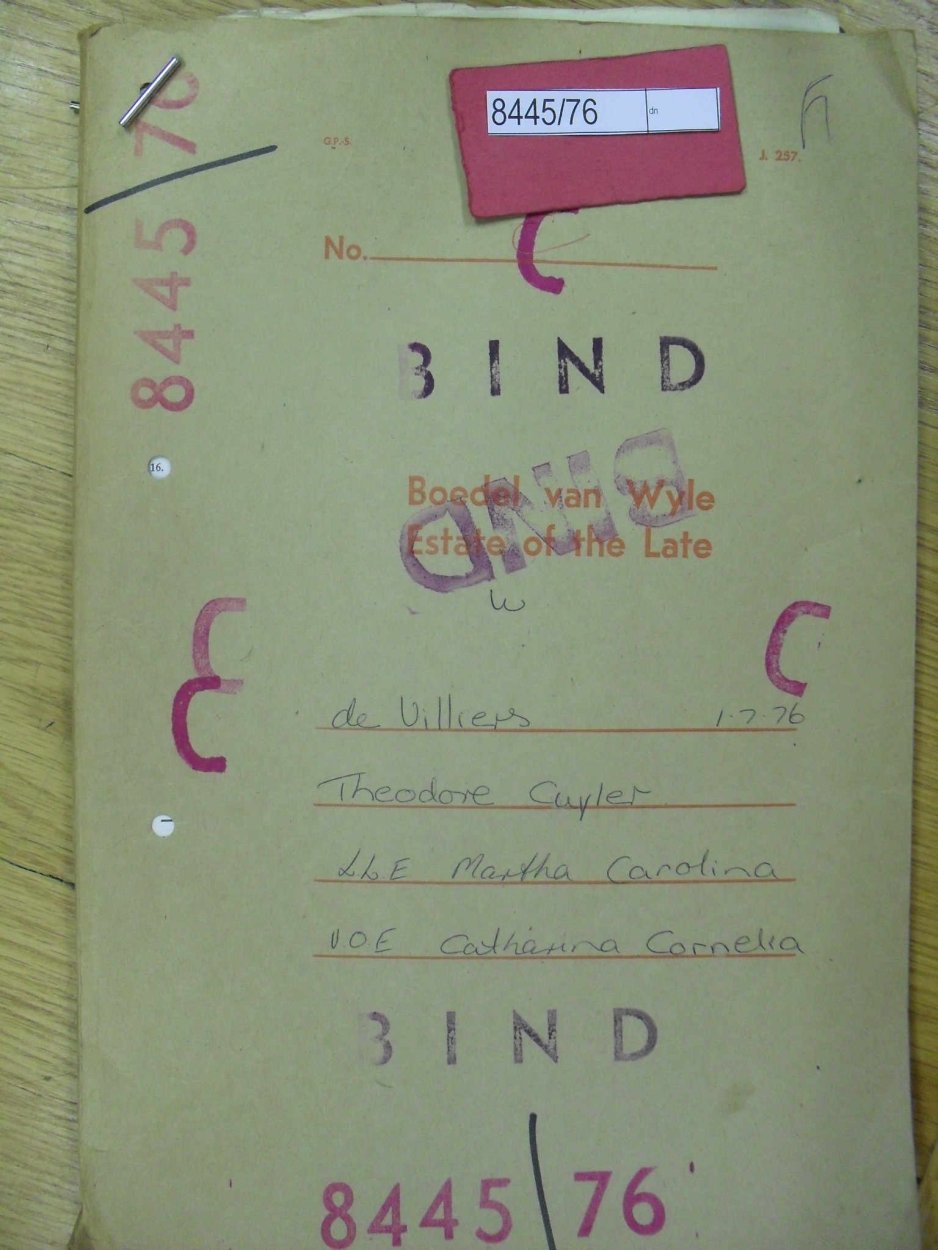 8445/76 dn
G.P.-S.
J. 257.
8445 76
No.
C
BIND
16.
Boedel van Wyle
Estate of the Late
BIND
W
C
C
C
de Villiers 1.7.76
Theodore Cuyler
LLE Martha Carolina
VOE Catharina Cornelia
BIND
8445/76